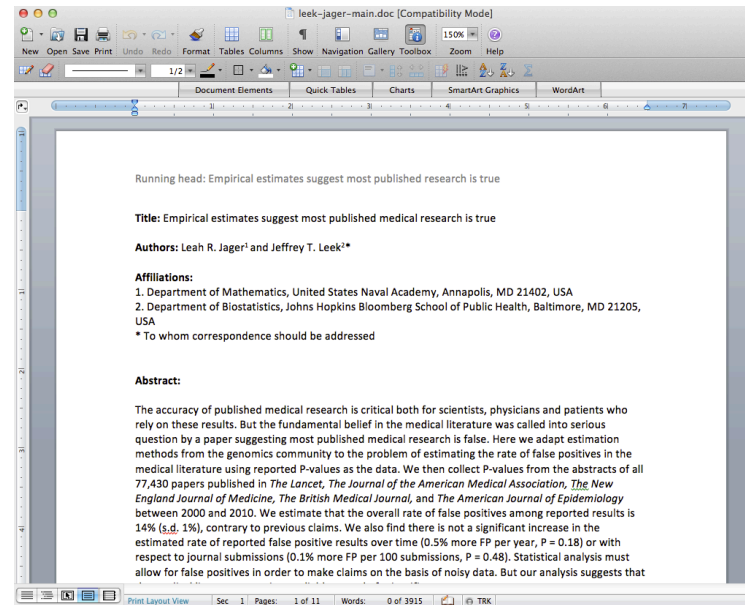 leek-jager-main.doc [Compatibility Mode]
150%
New Open Save Print Undo Redo Format Tables Columns Show Navigation Gallery Toolbox Zoom Help
1/2
Document Elements Quick Tables Charts SmartArt Graphics WordArt
Running head: Empirical estimates suggest most published research is true
Title: Empirical estimates suggest most published medical research is true
Authors: Leah R. Jager¹ and Jeffrey T. Leek²*
Affiliations:
1. Department of Mathematics, United States Naval Academy, Annapolis, MD 21402, USA
2. Department of Biostatistics, Johns Hopkins Bloomberg School of Public Health, Baltimore, MD 21205,
USA
* To whom correspondence should be addressed
Abstract:
The accuracy of published medical research is critical both for scientists, physicians and patients who
rely on these results. But the fundamental belief in the medical literature was called into serious
question by a paper suggesting most published medical research is false. Here we adapt estimation
methods from the genomics community to the problem of estimating the rate of false positives in the
medical literature using reported P-values as the data. We then collect P-values from the abstracts of all
77,430 papers published in The Lancet, The Journal of the American Medical Association, The New
England Journal of Medicine, The British Medical Journal, and The American Journal of Epidemiology
between 2000 and 2010. We estimate that the overall rate of false positives among reported results is
14% (s.d. 1%), contrary to previous claims. We also find there is not a significant increase in the
estimated rate of reported false positive results over time (0.5% more FP per year, P = 0.18) or with
respect to journal submissions (0.1% more FP per 100 submissions, P = 0.48). Statistical analysis must
allow for false positives in order to make claims on the basis of noisy data. But our analysis suggests that
Print Layout View Sec 1 Pages: 1 of 11 Words: 0 of 3915 TRK